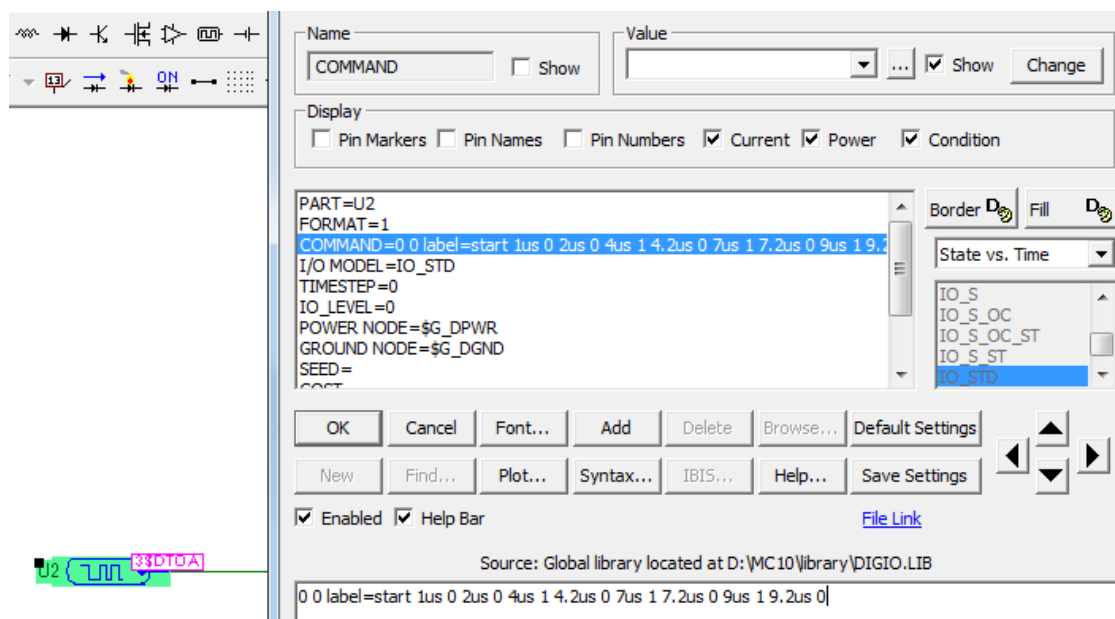 Name
COMMAND
Show
Value
...
Show
Change
13
ON
Display
Pin Markers
Pin Names
Pin Numbers
Current
Power
Condition
PART=U2
FORMAT=1
COMMAND=0 0 label=start 1us 0 2us 0 4us 1 4.2us 0 7us 1 7.2us 0 9us 1 9.2
I/O MODEL=IO_STD
TIMESTEP=0
IO_LEVEL=0
POWER NODE=$G_DPWR
GROUND NODE=$G_DGND
SEED=
Border D
Fill D
State vs. Time
IO_S
IO_S_OC
IO_S_OC_ST
IO_S_ST
IO_STD
OK
Cancel
Font...
Add
Delete
Browse...
Default Settings
New
Find...
Plot...
Syntax...
IBIS...
Help...
Save Settings
Enabled
Help Bar
File Link
U2
3$DTOA
Source: Global library located at D:\MC10\library\DIGIO.LIB
0 0 label=start 1us 0 2us 0 4us 1 4.2us 0 7us 1 7.2us 0 9us 1 9.2us 0